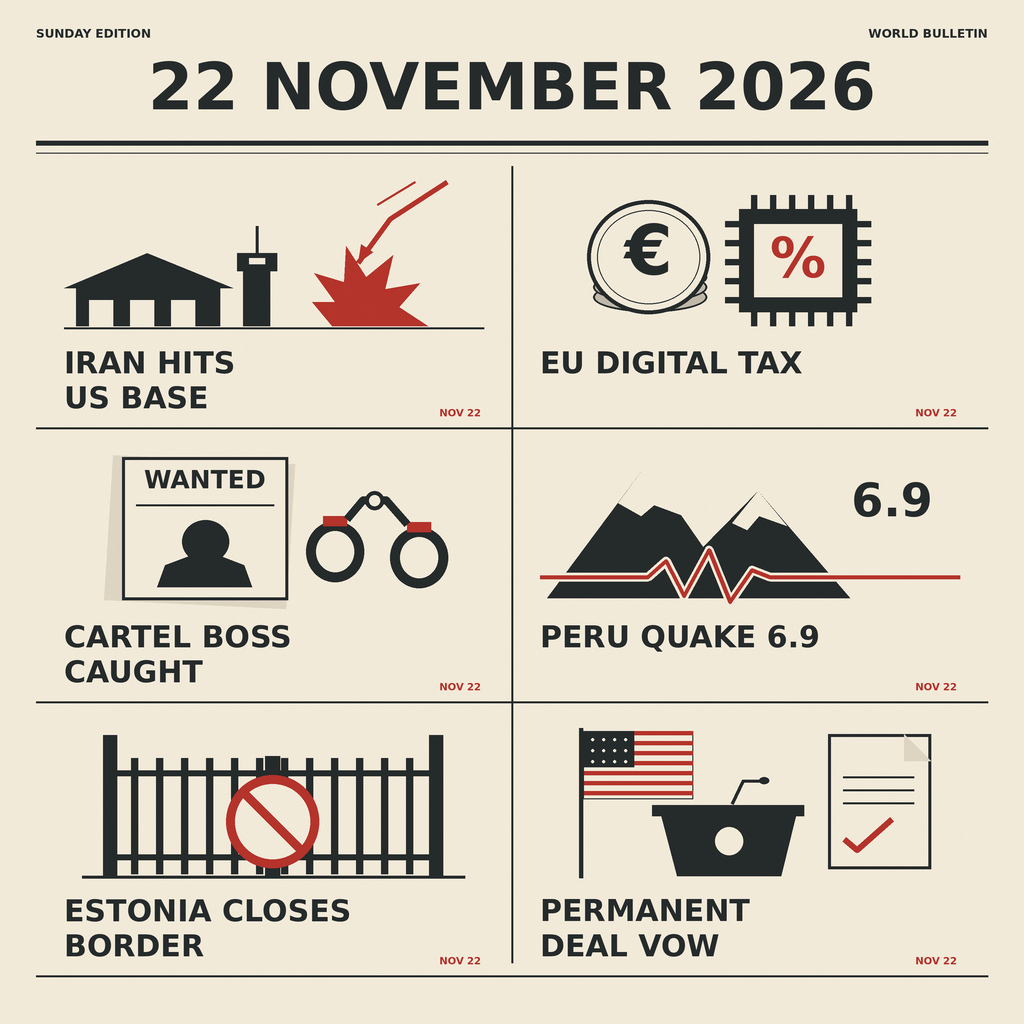 SUNDAY EDITION
WORLD BULLETIN
22 NOVEMBER 2026
IRAN HITS
US BASE
NOV 22
€
%
EU DIGITAL TAX
NOV 22
WANTED
CARTEL BOSS
CAUGHT
NOV 22
6.9
PERU QUAKE 6.9
NOV 22
ESTONIA CLOSES
BORDER
NOV 22
PERMANENT
DEAL VOW
NOV 22